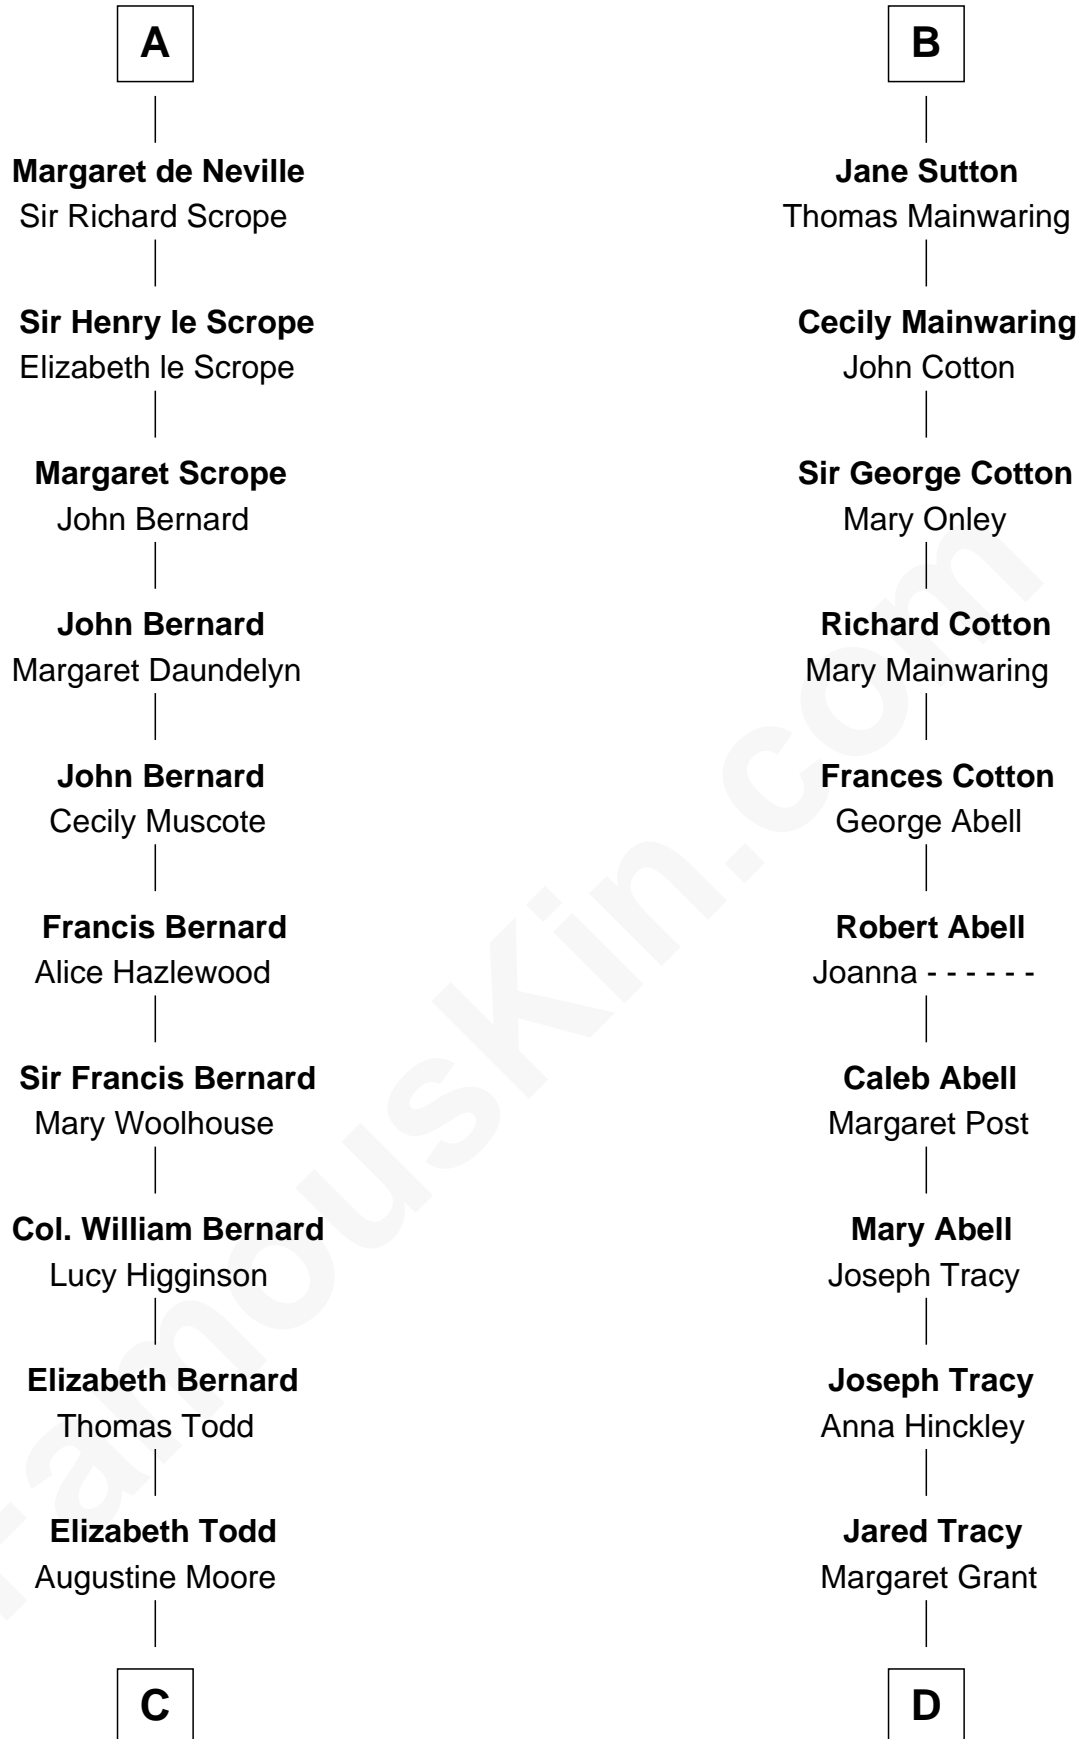 A
Margaret de Neville
Sir Richard Scrope
Sir Henry le Scrope
Elizabeth le Scrope
Margaret Scrope
John Bernard
John Bernard
Margaret Daundelyn
John Bernard
Cecily Muscote
Francis Bernard
Alice Hazlewood
Sir Francis Bernard
Mary Woolhouse
Col. William Bernard
Lucy Higginson
Elizabeth Bernard
Thomas Todd
Elizabeth Todd
Augustine Moore
C
B
Jane Sutton
Thomas Mainwaring
Cecily Mainwaring
John Cotton
Sir George Cotton
Mary Onley
Richard Cotton
Mary Mainwaring
Frances Cotton
George Abell
Robert Abell
Joanna - - - - - -
Caleb Abell
Margaret Post
Mary Abell
Joseph Tracy
Joseph Tracy
Anna Hinckley
Jared Tracy
Margaret Grant
D
FamousKin.com